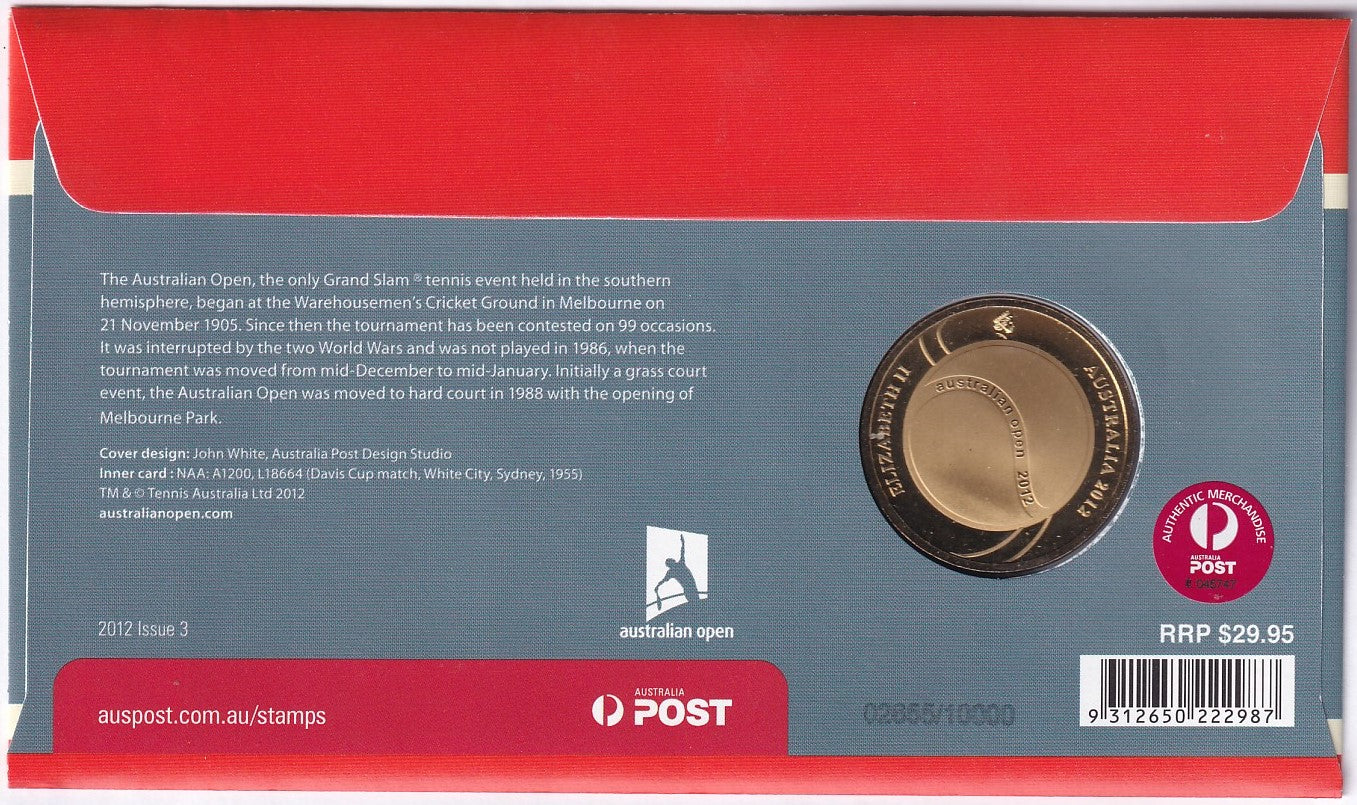 The Australian Open, the only Grand Slam ® tennis event held in the southern
hemisphere, began at the Warehousemen's Cricket Ground in Melbourne on
21 November 1905. Since then the tournament has been contested on 99 occasions.
It was interrupted by the two World Wars and was not played in 1986, when the
tournament was moved from mid-December to mid-January. Initially a grass court
event, the Australian Open was moved to hard court in 1988 with the opening of
Melbourne Park.
Cover design: John White, Australia Post Design Studio
Inner card : NAA: A1200, L18664 (Davis Cup match, White City, Sydney, 1955)
TM & © Tennis Australia Ltd 2012
australianopen.com
2012 Issue 3
australian open
ELIZABETH II
AUSTRALIA 2012
australian open 2012
AUTHENTIC MERCHANDISE
AUSTRALIA
POST
RRP $29.95
9 312650 222987
auspost.com.au/stamps
AUSTRALIA
POST